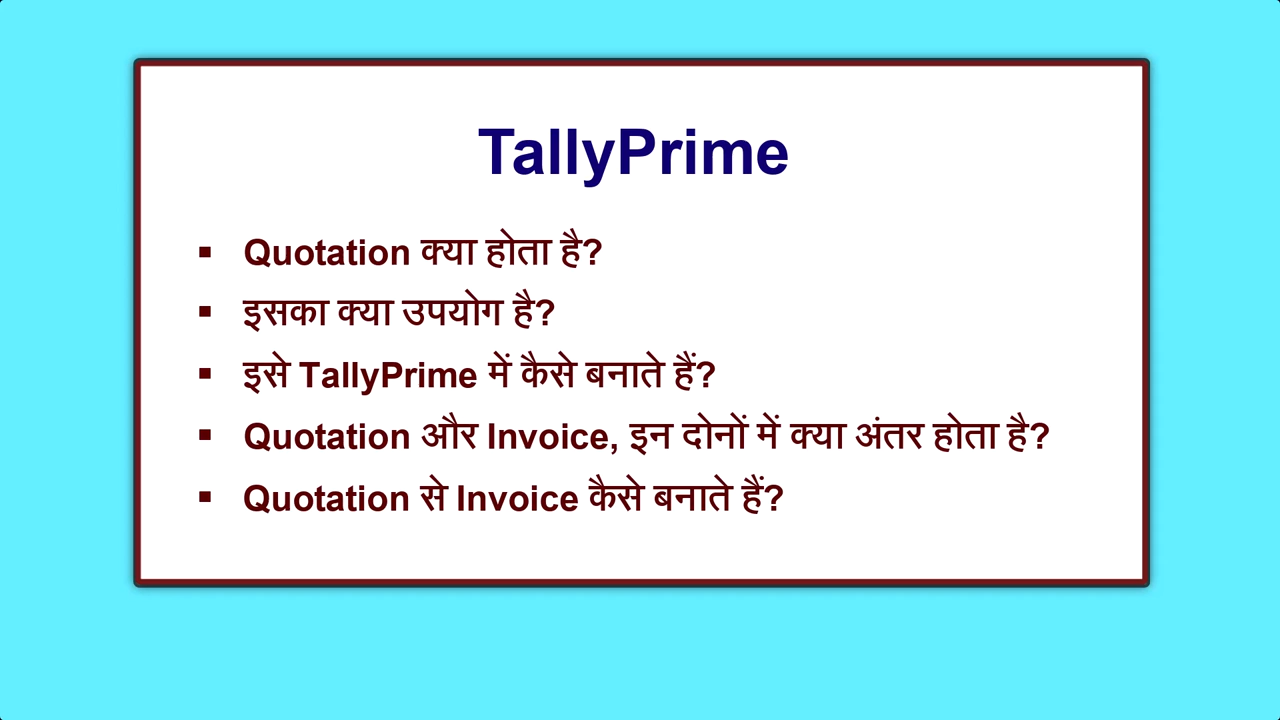 TallyPrime
▪ Quotation क्या होता है?
▪ इसका क्या उपयोग है?
▪ इसे TallyPrime में कैसे बनाते हैं?
▪ Quotation और Invoice, इन दोनों में क्या अंतर होता है?
▪ Quotation से Invoice कैसे बनाते हैं?